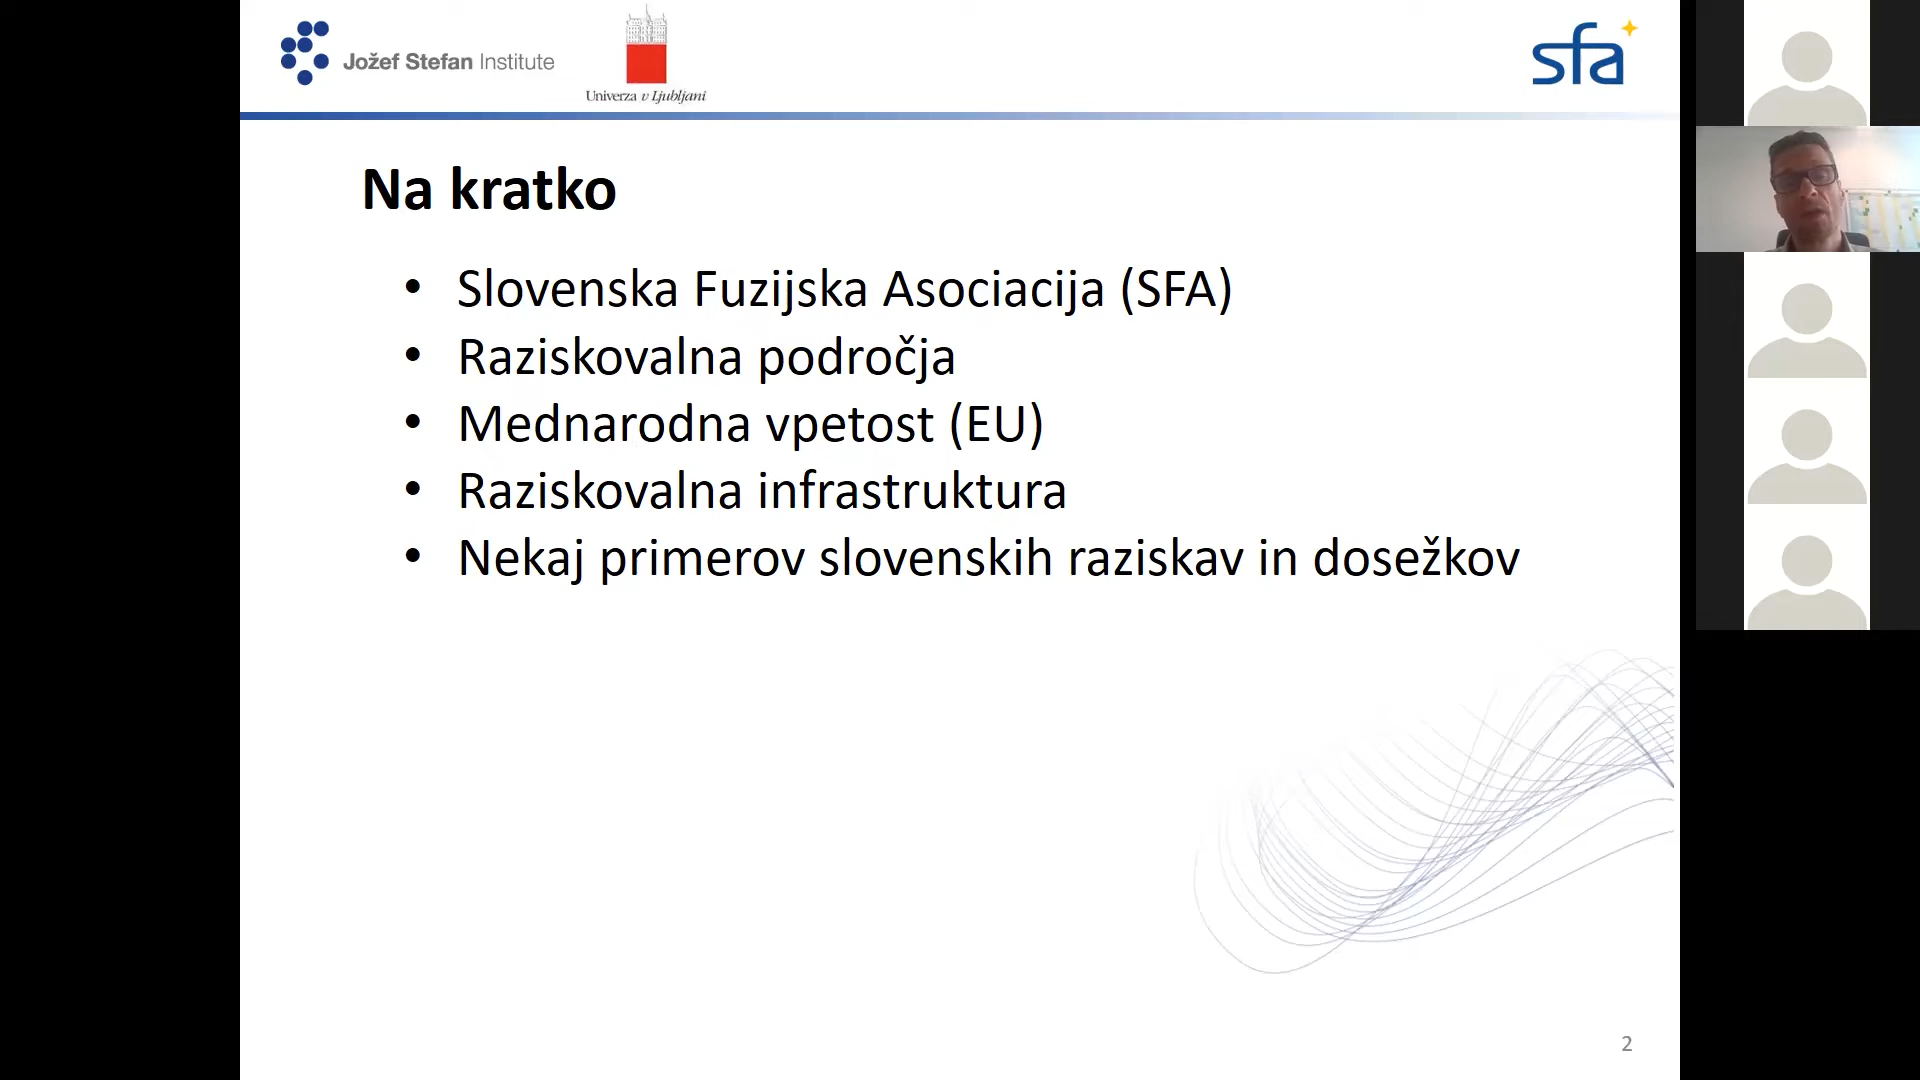 Jožef Stefan Institute
Univerza v Ljubljani
sfa
Na kratko
• Slovenska Fuzijska Asociacija (SFA)
• Raziskovalna področja
• Mednarodna vpetost (EU)
• Raziskovalna infrastruktura
• Nekaj primerov slovenskih raziskav in dosežkov
2